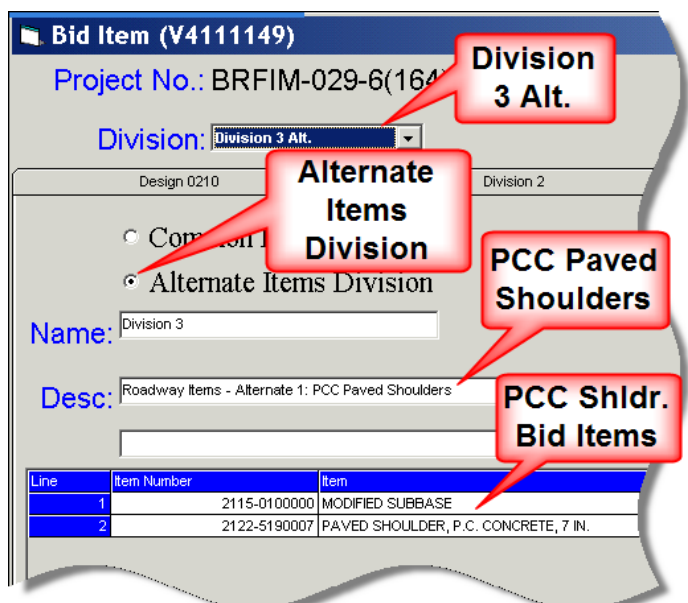 Bid Item (V4111149)
Project No.: BRFIM-029-6(164)
Division
3 Alt.
Division: Division 3 Alt.
Design 0210
Division 2
Alternate
Items
Division
Alternate Items Division
PCC Paved
Shoulders
Name: Division 3
Desc: Roadway Items - Alternate 1: PCC Paved Shoulders
PCC Shldr.
Bid Items
Line Item Number Item
1 2115-0100000 MODIFIED SUBBASE
2 2122-5190007 PAVED SHOULDER, P.C. CONCRETE, 7 IN.